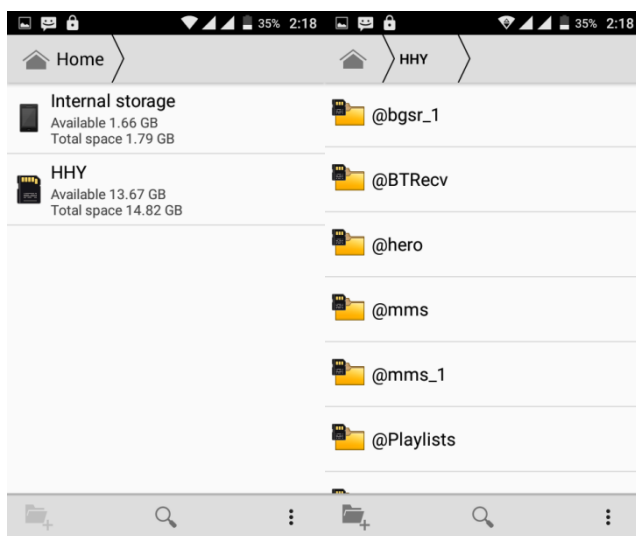 35% 2:18
Home
Internal storage
Available 1.66 GB
Total space 1.79 GB
HHY
Available 13.67 GB
Total space 14.82 GB
35% 2:18
HHY
@bgsr_1
@BTRecv
@hero
@mms
@mms_1
@Playlists